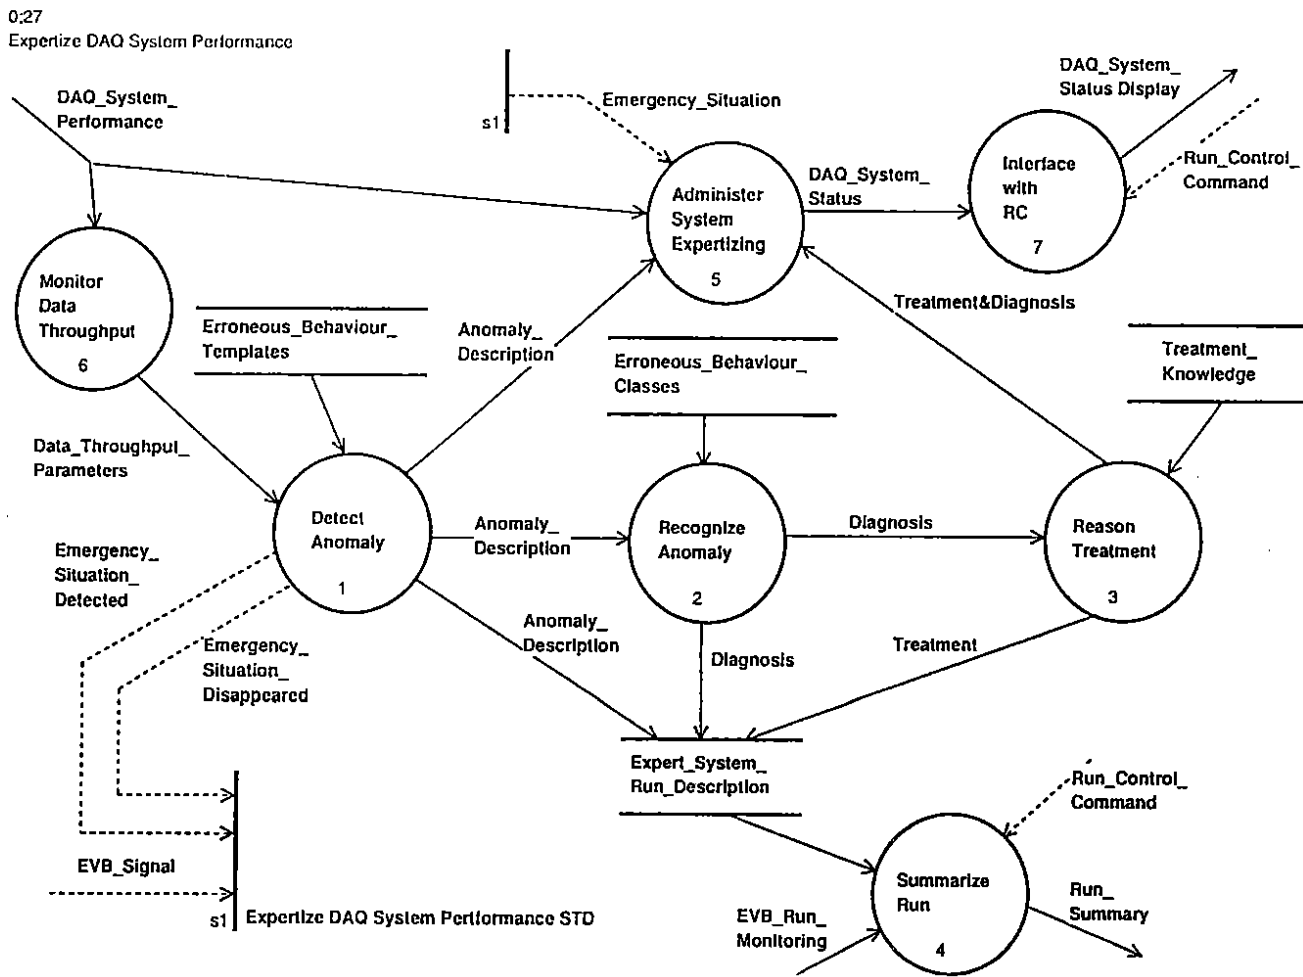 0:27
Expertize DAQ System Performance
DAQ_System_
Performance
s1
Emergency_Situation
DAQ_System_
Status Display
Run_Control_
Command
Administer
System
Expertizing
5
DAQ_System_
Status
Interface
with
RC
7
Monitor
Data
Throughput
6
Erroneous_Behaviour_
Templates
Anomaly_
Description
Treatment&Diagnosis
Erroneous_Behaviour_
Classes
Treatment_
Knowledge
Data_Throughput_
Parameters
Detect
Anomaly
1
Anomaly_
Description
Recognize
Anomaly
2
Diagnosis
Reason
Treatment
3
Emergency_
Situation_
Detected
Emergency_
Situation_
Disappeared
Anomaly_
Description
Diagnosis
Treatment
Expert_System_
Run_Description
Run_Control_
Command
EVB_Signal
s1
Expertize DAQ System Performance STD
Summarize
Run
4
EVB_Run_
Monitoring
Run_
Summary